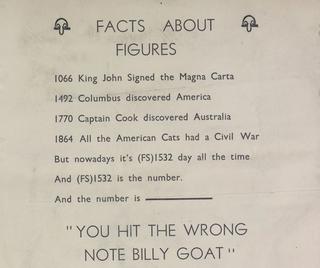 FACTS ABOUT
FIGURES
1066 King John Signed the Magna Carta
1492 Columbus discovered America
1770 Captain Cook discovered Australia
1864 All the American Cats had a Civil War
But nowadays it's (FS)1532 day all the time
And (FS)1532 is the number.
And the number is
"YOU HIT THE WRONG
NOTE BILLY GOAT"